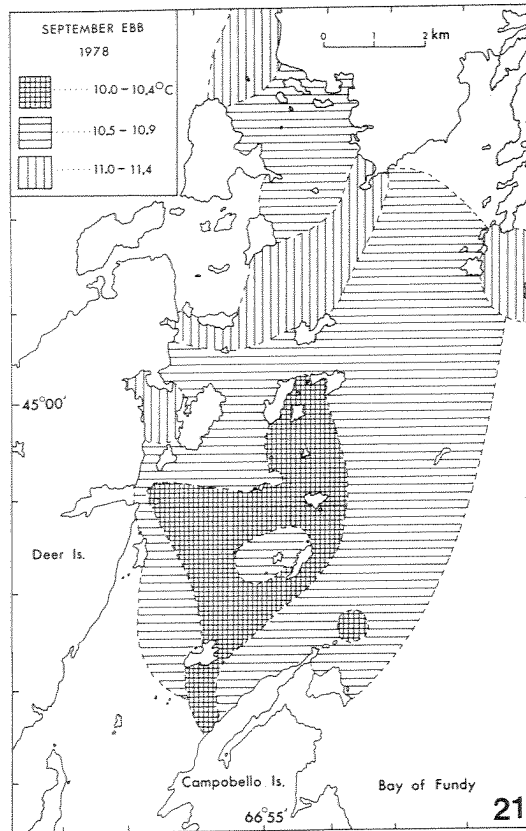 SEPTEMBER EBB
1978
10.0–10.4°C
10.5–10.9
11.0–11.4
0 1 2 km
45°00'
Deer Is.
Campobello Is.
Bay of Fundy
66°55'
21